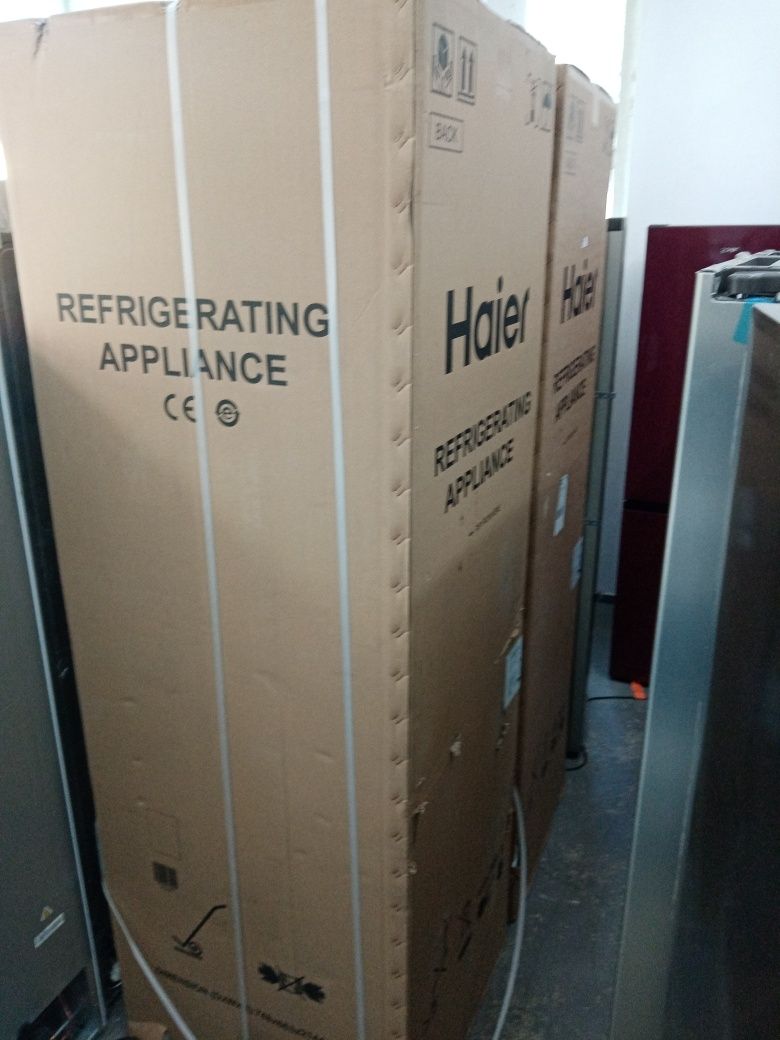 REFRIGERATING
APPLIANCE
CE
BACK
Haier
REFRIGERATING
APPLIANCE
Haier
REFRIGERATING
APPLIANCE